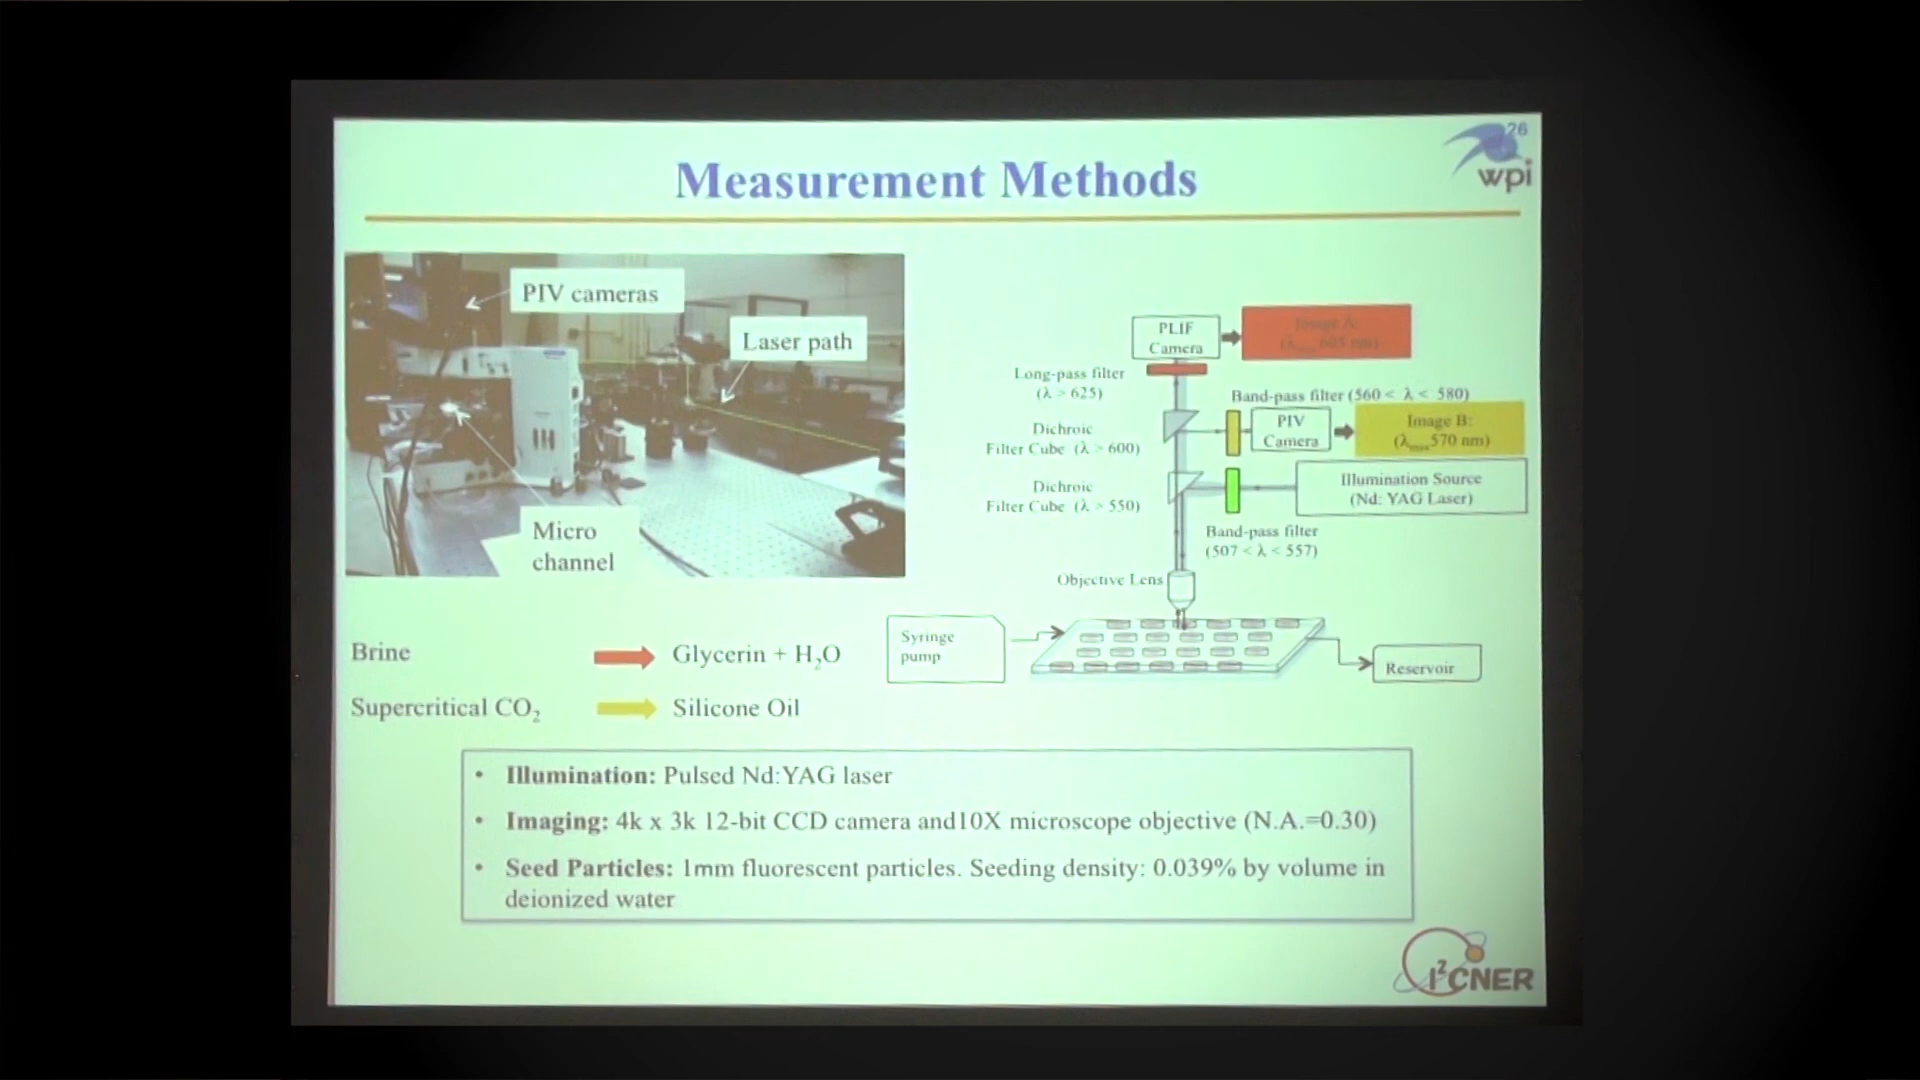 26
wpi
Measurement Methods
PIV cameras
Laser path
Micro
channel
PLIF
Camera
Image A:
Long-pass filter
(λ > 625)
Band-pass filter (560 < λ < 580)
PIV
Camera
Image B:
(λmax 570 nm)
Dichroic
Filter Cube (λ > 600)
Dichroic
Filter Cube (λ > 550)
Illumination Source
(Nd: YAG Laser)
Band-pass filter
(507 < λ < 557)
Objective Lens
Syringe
pump
Reservoir
Brine
Glycerin + H₂O
Supercritical CO₂
Silicone Oil
• Illumination: Pulsed Nd:YAG laser
• Imaging: 4k x 3k 12-bit CCD camera and10X microscope objective (N.A.=0.30)
• Seed Particles: 1mm fluorescent particles. Seeding density: 0.039% by volume in
deionized water
I²CNER